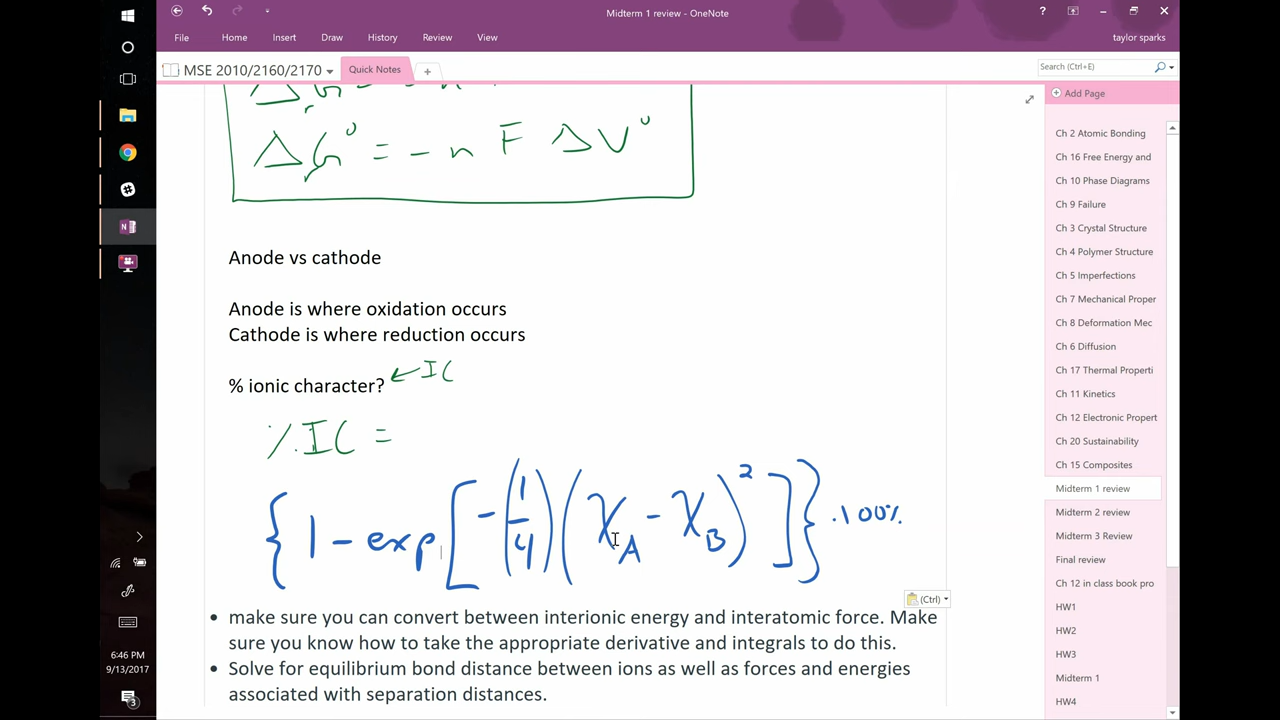 Midterm 1 review - OneNote
?
File Home Insert Draw History Review View
taylor sparks
MSE 2010/2160/2170
Quick Notes
+
Search (Ctrl+E)
Add Page
Ch 2 Atomic Bonding
Ch 16 Free Energy and
Ch 10 Phase Diagrams
Ch 9 Failure
Ch 3 Crystal Structure
Ch 4 Polymer Structure
Ch 5 Imperfections
Ch 7 Mechanical Proper
Ch 8 Deformation Mec
Ch 6 Diffusion
Ch 17 Thermal Properti
Ch 11 Kinetics
Ch 12 Electronic Propert
Ch 20 Sustainability
Ch 15 Composites
Midterm 1 review
Midterm 2 review
Midterm 3 Review
Final review
Ch 12 in class book pro
HW1
HW2
HW3
Midterm 1
HW4
ΔᵣG° = - n F ΔV°
Anode vs cathode
Anode is where oxidation occurs
Cathode is where reduction occurs
% ionic character? ← IC
% IC =
{1 - exp[-(1/4)(χ_A - χ_B)²]} · 100%
(Ctrl)
• make sure you can convert between interionic energy and interatomic force. Make
sure you know how to take the appropriate derivative and integrals to do this.
• Solve for equilibrium bond distance between ions as well as forces and energies
associated with separation distances.
6:46 PM
9/13/2017
3